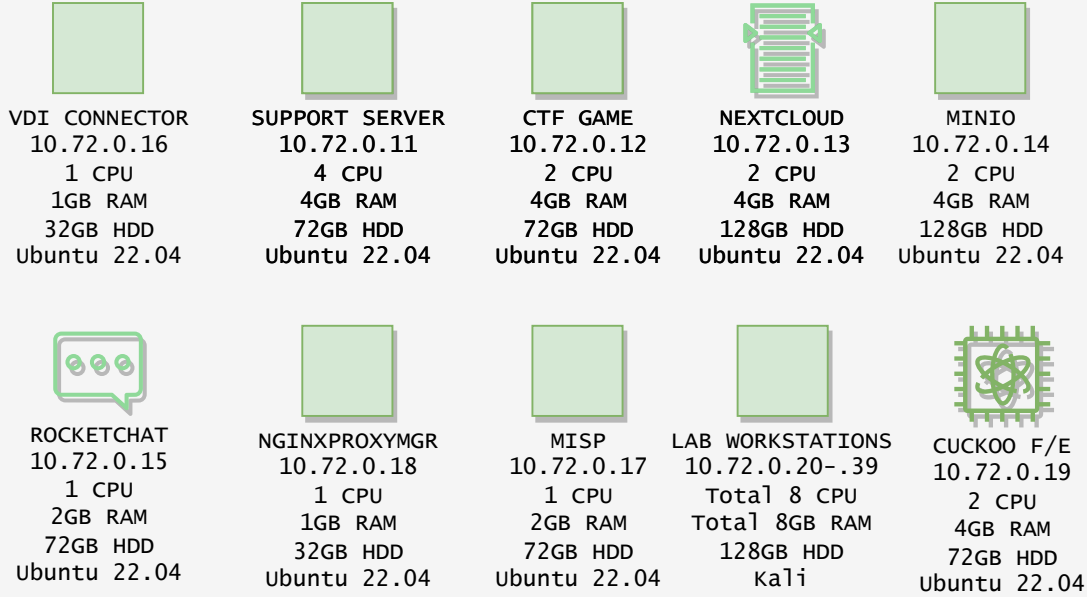 VDI CONNECTOR
10.72.0.16
1 CPU
1GB RAM
32GB HDD
Ubuntu 22.04
SUPPORT SERVER
10.72.0.11
4 CPU
4GB RAM
72GB HDD
Ubuntu 22.04
CTF GAME
10.72.0.12
2 CPU
4GB RAM
72GB HDD
Ubuntu 22.04
NEXTCLOUD
10.72.0.13
2 CPU
4GB RAM
128GB HDD
Ubuntu 22.04
MINIO
10.72.0.14
2 CPU
4GB RAM
128GB HDD
Ubuntu 22.04
ROCKETCHAT
10.72.0.15
1 CPU
2GB RAM
72GB HDD
Ubuntu 22.04
NGINXPROXYMGR
10.72.0.18
1 CPU
1GB RAM
32GB HDD
Ubuntu 22.04
MISP
10.72.0.17
1 CPU
2GB RAM
72GB HDD
Ubuntu 22.04
LAB WORKSTATIONS
10.72.0.20-.39
Total 8 CPU
Total 8GB RAM
128GB HDD
Kali
CUCKOO F/E
10.72.0.19
2 CPU
4GB RAM
72GB HDD
Ubuntu 22.04